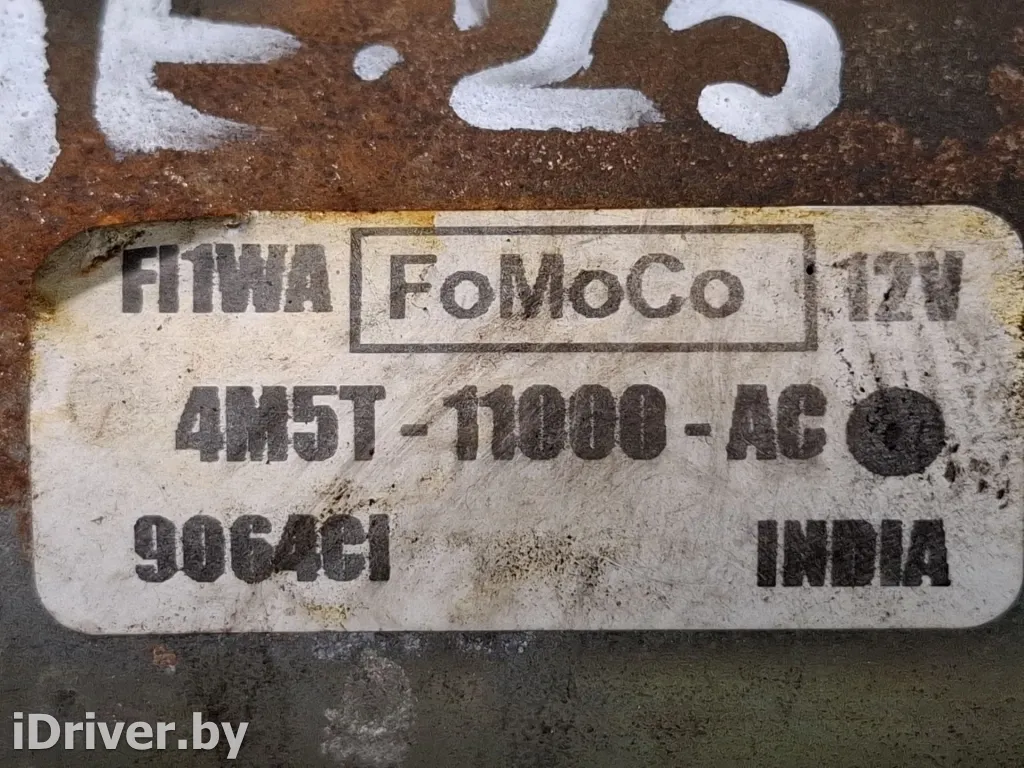 .25
FI1WA FoMoCo 12V
4M5T-11000-AC
9064CI INDIA
iDriver.by